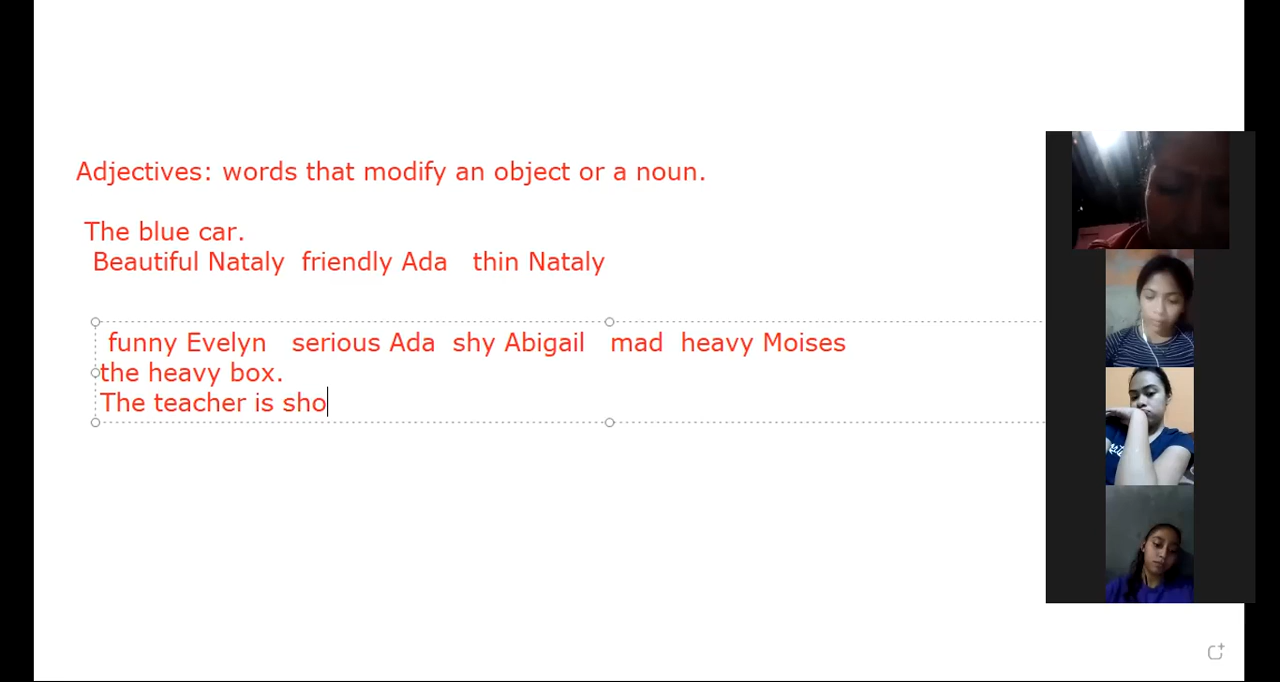 Adjectives: words that modify an object or a noun.
The blue car.
Beautiful Nataly friendly Ada thin Nataly
funny Evelyn serious Ada shy Abigail mad heavy Moises
the heavy box.
The teacher is sho